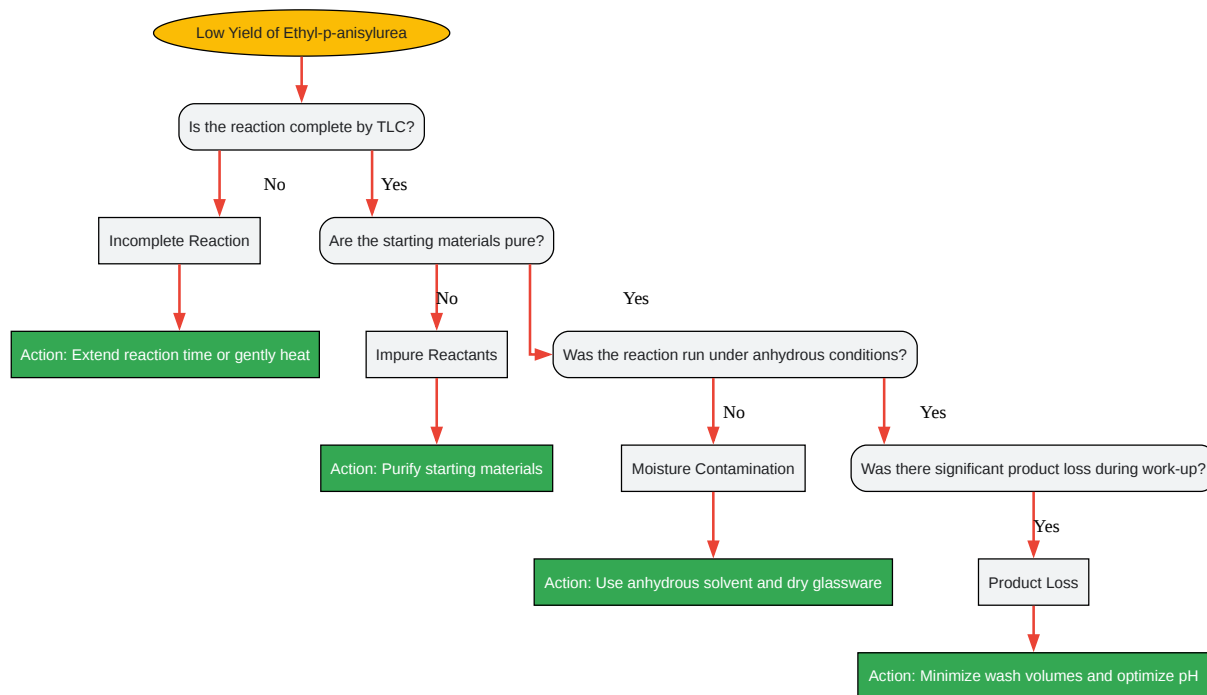 Low Yield of Ethyl-p-anisylurea
Is the reaction complete by TLC?
No
Yes
Incomplete Reaction
Are the starting materials pure?
No
Yes
Action: Extend reaction time or gently heat
Impure Reactants
Was the reaction run under anhydrous conditions?
No
Yes
Action: Purify starting materials
Moisture Contamination
Was there significant product loss during work-up?
Yes
Action: Use anhydrous solvent and dry glassware
Product Loss
Action: Minimize wash volumes and optimize pH